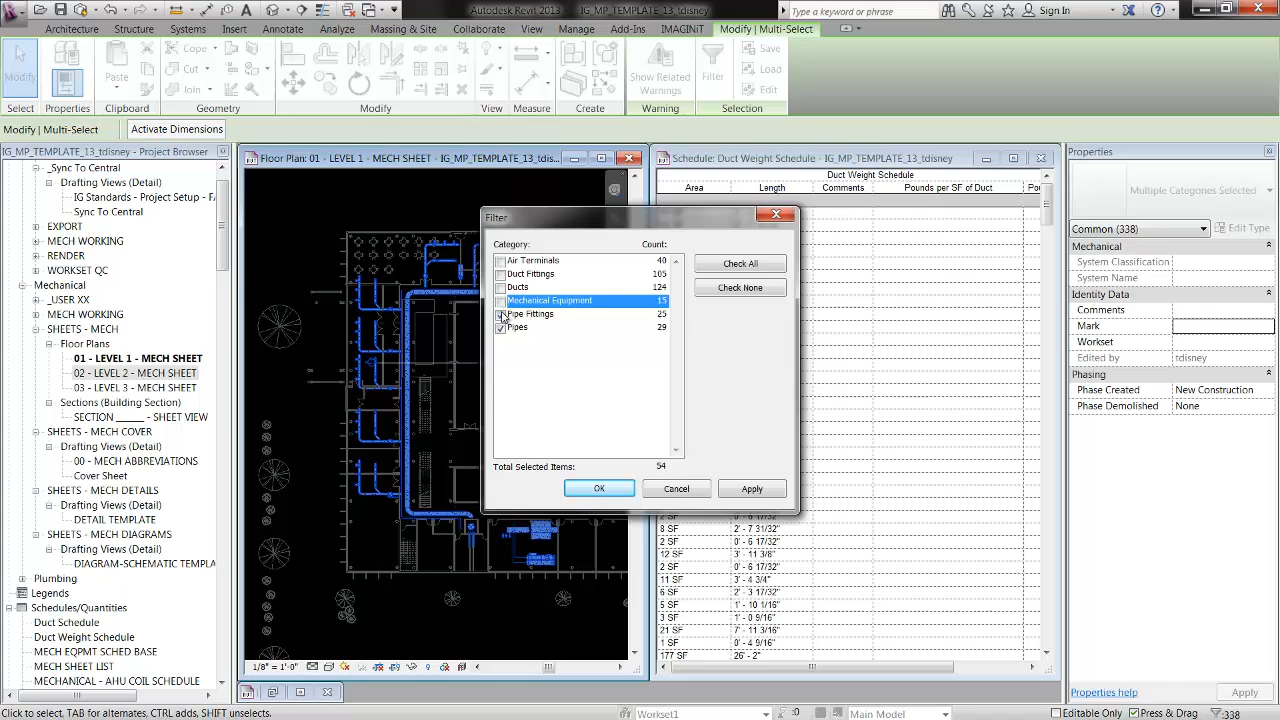 Autodesk Revit 2013 - IG_MP_TEMPLATE_13_tdisney
Type a keyword or phrase
Sign In
Architecture Structure Systems Insert Annotate Analyze Massing & Site Collaborate View Manage Add-Ins IMAGINiT Modify | Multi-Select
Modify
Paste
Cope
Cut
Join
Show Related Warnings
Filter
Save
Load
Edit
Select Properties Clipboard Geometry Modify View Measure Create Warning Selection
Modify | Multi-Select
Activate Dimensions
IG_MP_TEMPLATE_13_tdisney - Project Browser
_Sync To Central
Drafting Views (Detail)
IG Standards - Project Setup - F
Sync To Central
EXPORT
MECH WORKING
RENDER
WORKSET QC
Mechanical
_USER XX
MECH WORKING
SHEETS - MECH
Floor Plans
01 - LEVEL 1 - MECH SHEET
02 - LEVEL 2 - MECH SHEET
03 - LEVEL 3 - MECH SHEET
Sections (Building Section)
SECTION _____ - SHEET VIEW
SHEETS - MECH COVER
Drafting Views (Detail)
00 - MECH ABBREVIATIONS
Cover Sheet
SHEETS - MECH DETAILS
Drafting Views (Detail)
DETAIL TEMPLATE
SHEETS - MECH DIAGRAMS
Drafting Views (Detail)
DIAGRAM-SCHEMATIC TEMPLA
Plumbing
Legends
Schedules/Quantities
Duct Schedule
Duct Weight Schedule
MECH EQPMT SCHED BASE
MECH SHEET LIST
MECHANICAL - AHU COIL SCHEDULE
Floor Plan: 01 - LEVEL 1 - MECH SHEET - IG_MP_TEMPLATE_13_tdis...
1/8" = 1'-0"
Schedule: Duct Weight Schedule - IG_MP_TEMPLATE_13_tdisney
Duct Weight Schedule
Area Length Comments Pounds per SF of Duct Po
2 SF 2' - 7 31/32"
2 SF 0' - 6 17/32"
12 SF 3' - 11 3/8"
2 SF 0' - 6 17/32"
11 SF 3' - 4 3/4"
6 SF 1' - 10 1/16"
5 SF 3' - 0 9/16"
21 SF 7' - 11 3/16"
1 SF 0' - 4 9/16"
177 SF 26' - 2"
Filter
Category: Count:
Air Terminals 40
Duct Fittings 105
Ducts 124
Mechanical Equipment 15
Pipe Fittings 25
Pipes 29
Check All
Check None
Total Selected Items: 54
OK Cancel Apply
Properties
Multiple Categories Selected
Common (338) Edit Type
Mechanical
System Classification
System Name
Identity Data
Comments
Mark
Workset
Edited by tdisney
Phasing
Phase Created New Construction
Phase Demolished None
Properties help Apply
Click to select, TAB for alternates, CTRL adds, SHIFT unselects.
Workset1
:0
Main Model
Editable Only
Press & Drag
:338